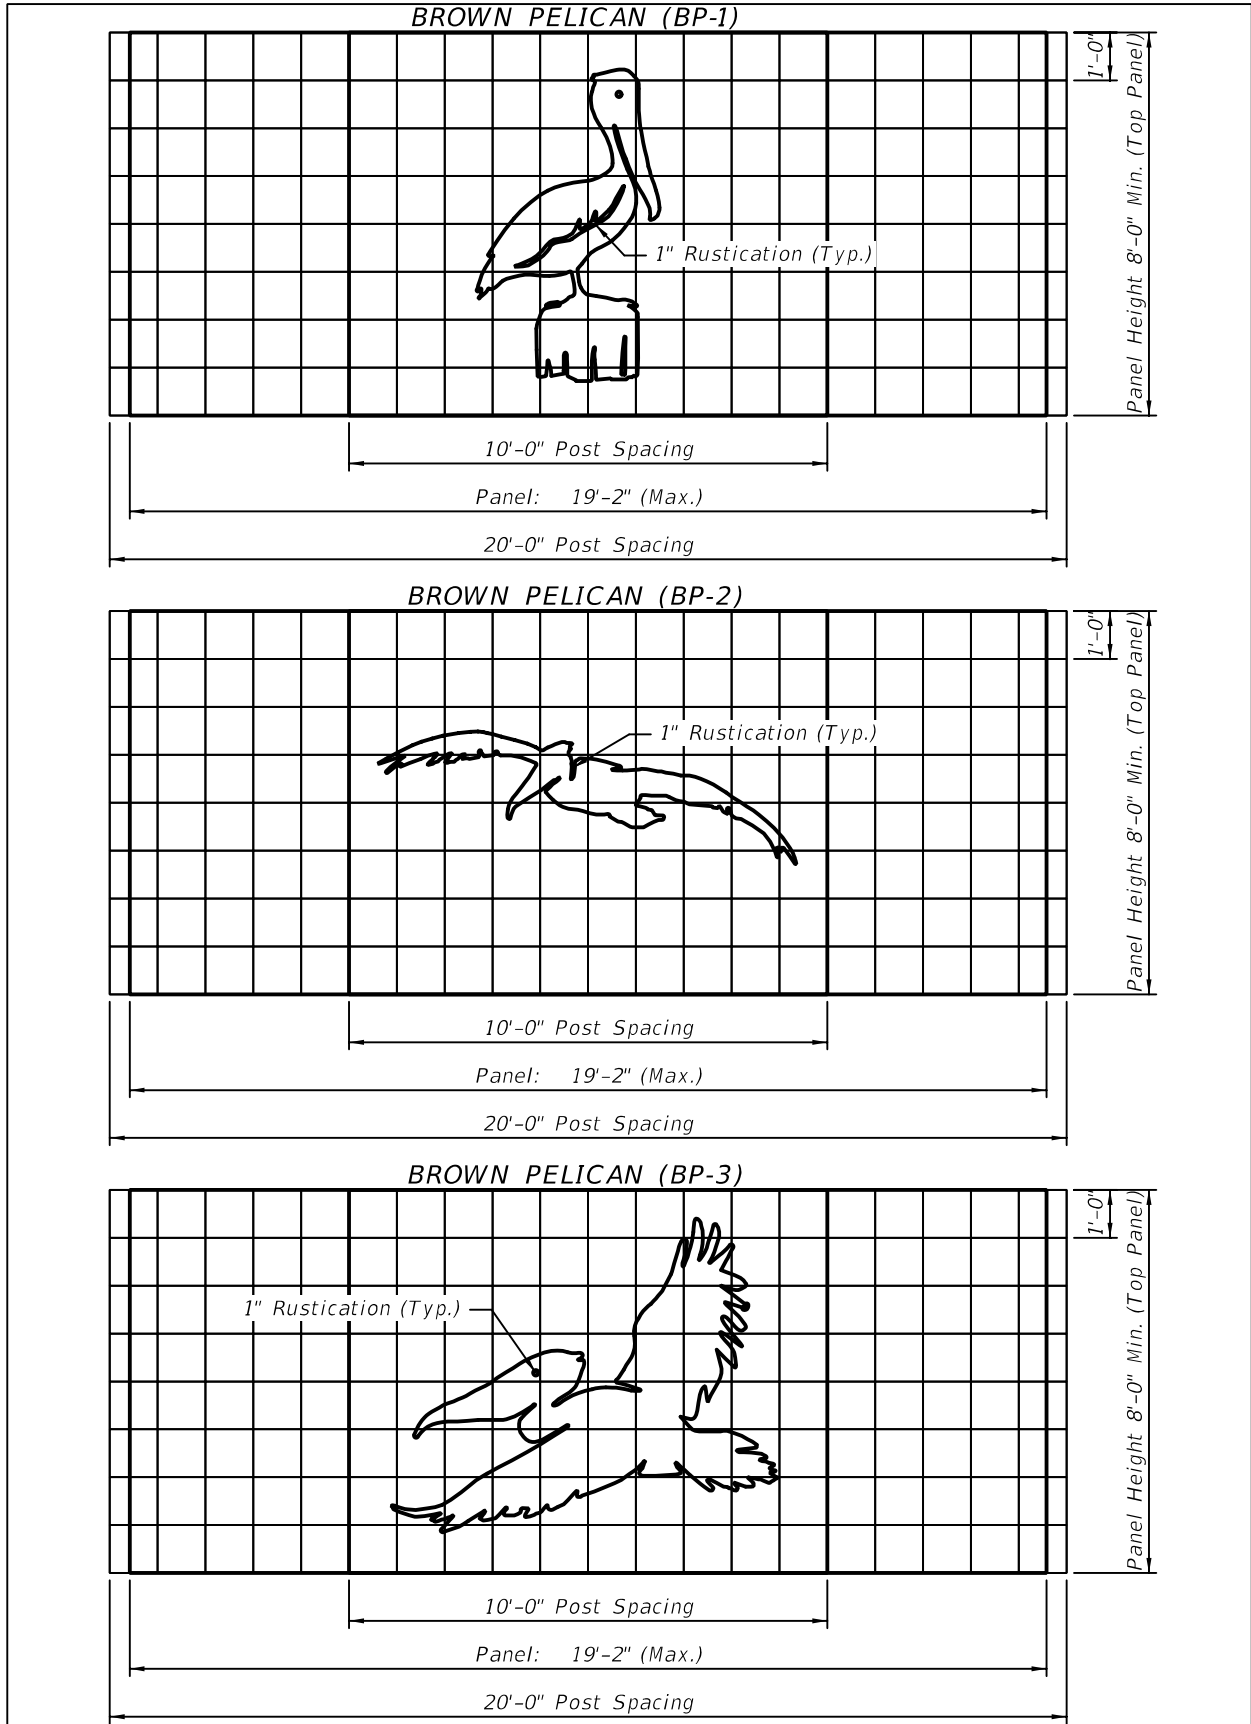 BROWN PELICAN (BP-1)
1'-0"
Panel Height 8'-0" Min. (Top Panel)
1" Rustication (Typ.)
10'-0" Post Spacing
Panel: 19'-2" (Max.)
20'-0" Post Spacing
BROWN PELICAN (BP-2)
1'-0"
Panel Height 8'-0" Min. (Top Panel)
1" Rustication (Typ.)
10'-0" Post Spacing
Panel: 19'-2" (Max.)
20'-0" Post Spacing
BROWN PELICAN (BP-3)
1'-0"
Panel Height 8'-0" Min. (Top Panel)
1" Rustication (Typ.)
10'-0" Post Spacing
Panel: 19'-2" (Max.)
20'-0" Post Spacing